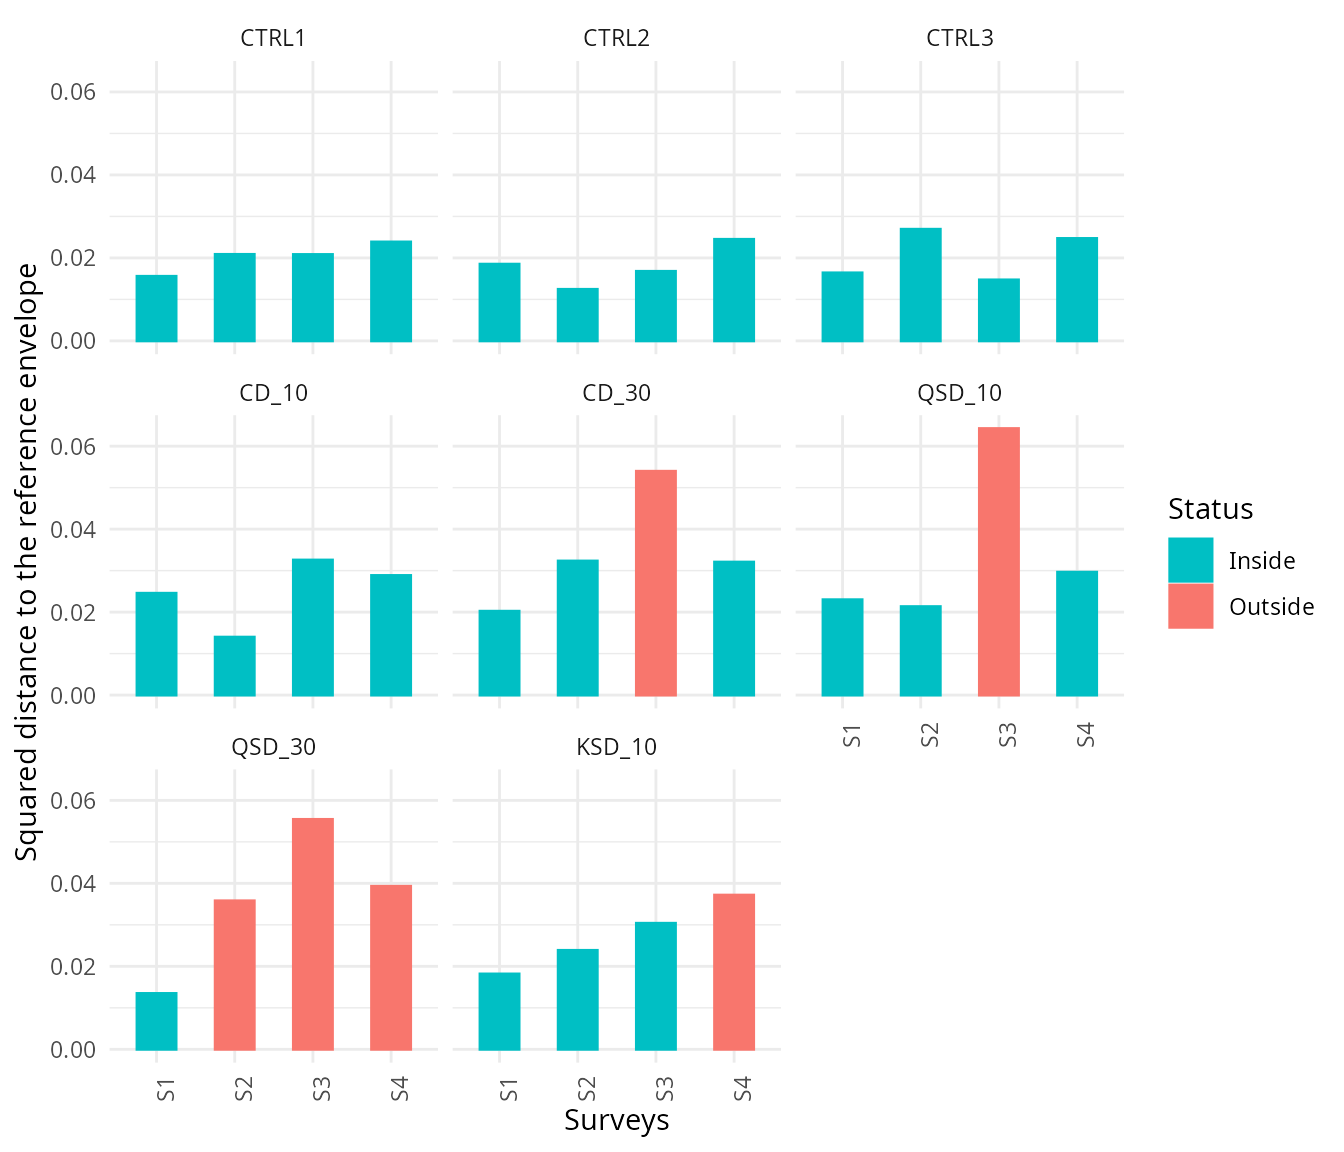 CTRL1 CTRL2 CTRL3
0.06
0.04
0.02
0.00
CD_10 CD_30 QSD_10
0.06
0.04
0.02
0.00
S1 S2 S3 S4
QSD_30 KSD_10
0.06
0.04
0.02
0.00
S1 S2 S3 S4 S1 S2 S3 S4
Surveys
Squared distance to the reference envelope
Status
Inside
Outside